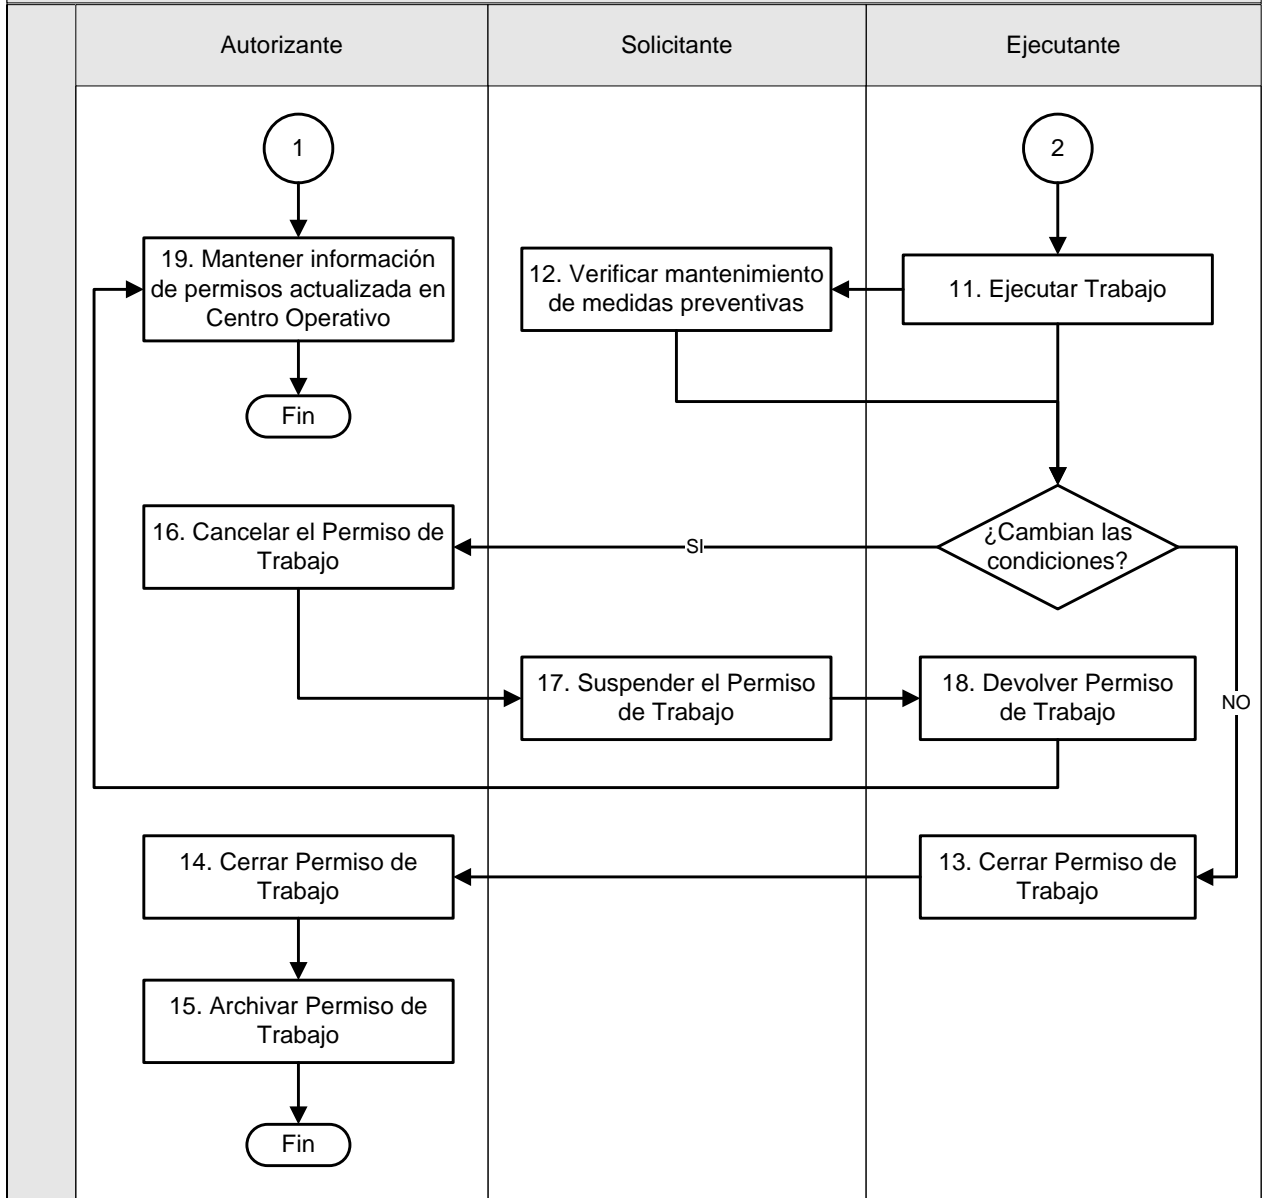 Autorizante
Solicitante
Ejecutante
1
2
19. Mantener información
de permisos actualizada en
Centro Operativo
12. Verificar mantenimiento
de medidas preventivas
11. Ejecutar Trabajo
Fin
16. Cancelar el Permiso de
Trabajo
SI
¿Cambian las
condiciones?
17. Suspender el Permiso
de Trabajo
18. Devolver Permiso
de Trabajo
NO
14. Cerrar Permiso de
Trabajo
13. Cerrar Permiso de
Trabajo
15. Archivar Permiso de
Trabajo
Fin